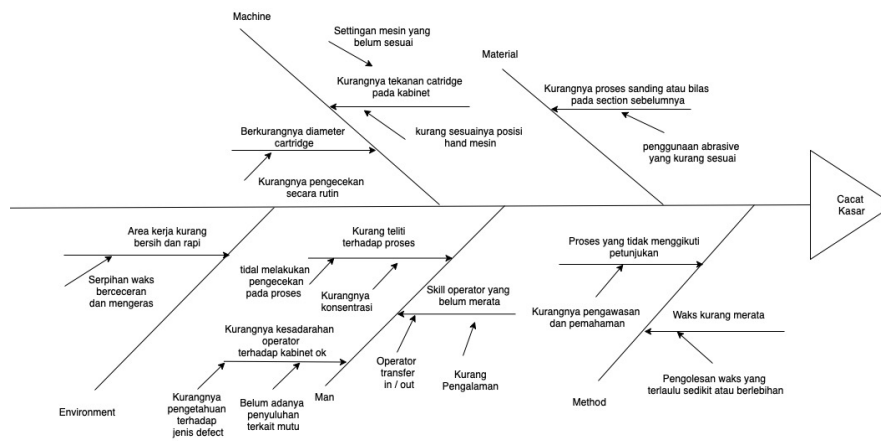 Machine
Settingan mesin yang
belum sesuai
Kurangnya tekanan catridge
pada kabinet
kurang sesuainya posisi
hand mesin
Berkurangnya diameter
cartridge
Kurangnya pengecekan
secara rutin
Material
Kurangnya proses sanding atau bilas
pada section sebelumnya
penggunaan abrasive
yang kurang sesuai
Cacat
Kasar
Area kerja kurang
bersih dan rapi
Serpihan waks
berceceran
dan mengeras
Environment
Kurang teliti
terhadap proses
tidal melakukan
pengecekan
pada proses
Kurangnya
konsentrasi
Skill operator yang
belum merata
Operator
transfer
in / out
Kurang
Pengalaman
Kurangnya kesadarahan
operator
terhadap kabinet ok
Kurangnya
pengetahuan
terhadap
jenis defect
Belum adanya
penyuluhan
terkait mutu
Man
Proses yang tidak menggikuti
petunjukan
Kurangnya pengawasan
dan pemahaman
Waks kurang merata
Pengolesan waks yang
terlaulu sedikit atau berlebihan
Method